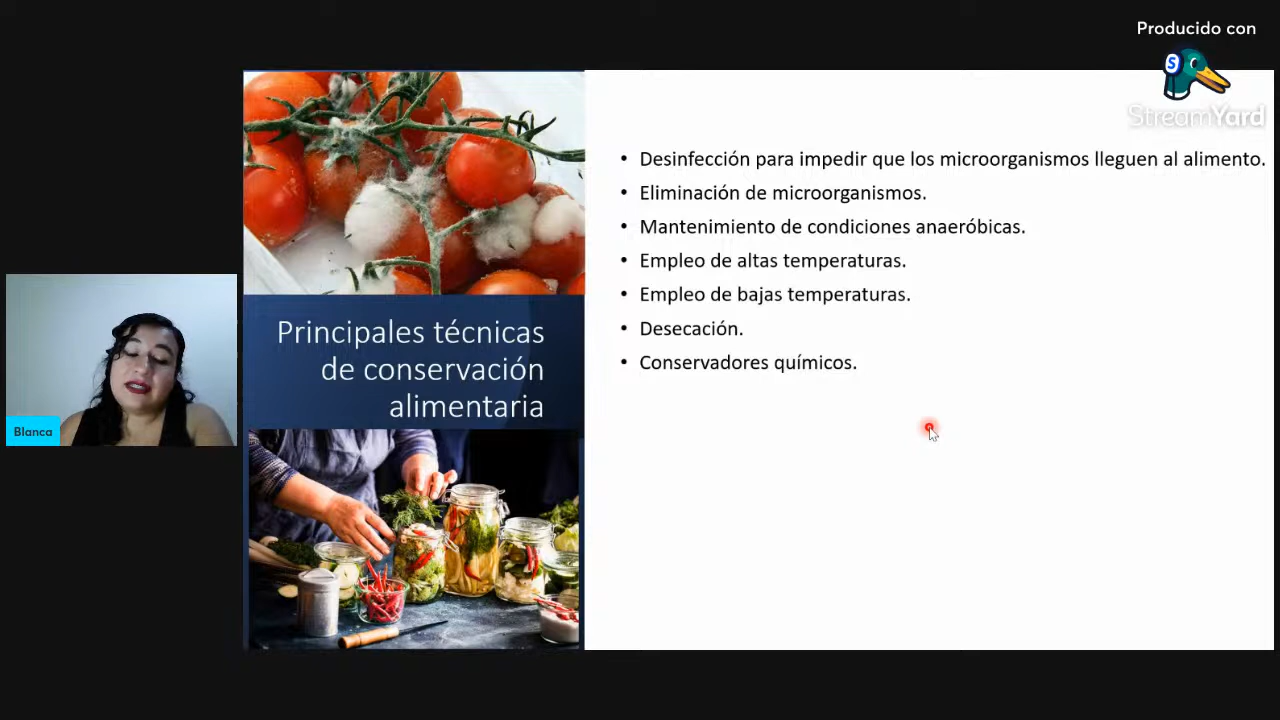 Producido con
StreamYard
Desinfección para impedir que los microorganismos lleguen al alimento.
Eliminación de microorganismos.
Mantenimiento de condiciones anaeróbicas.
Empleo de altas temperaturas.
Empleo de bajas temperaturas.
Desecación.
Conservadores químicos.
Principales técnicas
de conservación
alimentaria
Blanca